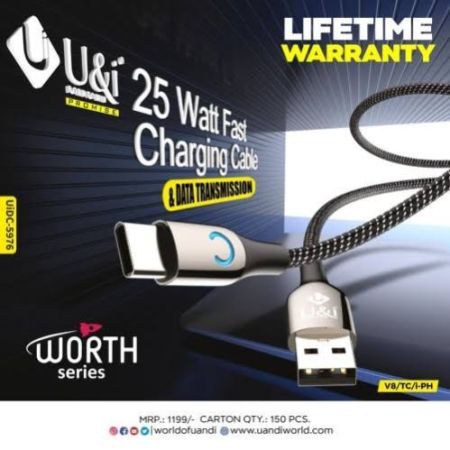 LIFETIME
WARRANTY
Ui
U&i
PROMISE
25 Watt Fast
Charging Cable
& DATA TRANSMISSION
UiDC-5976
U&i
WORTH
series
V8/TC/i-PH
MRP.: 1199/- CARTON QTY.: 150 PCS.
|worldofuandi www.uandiworld.com